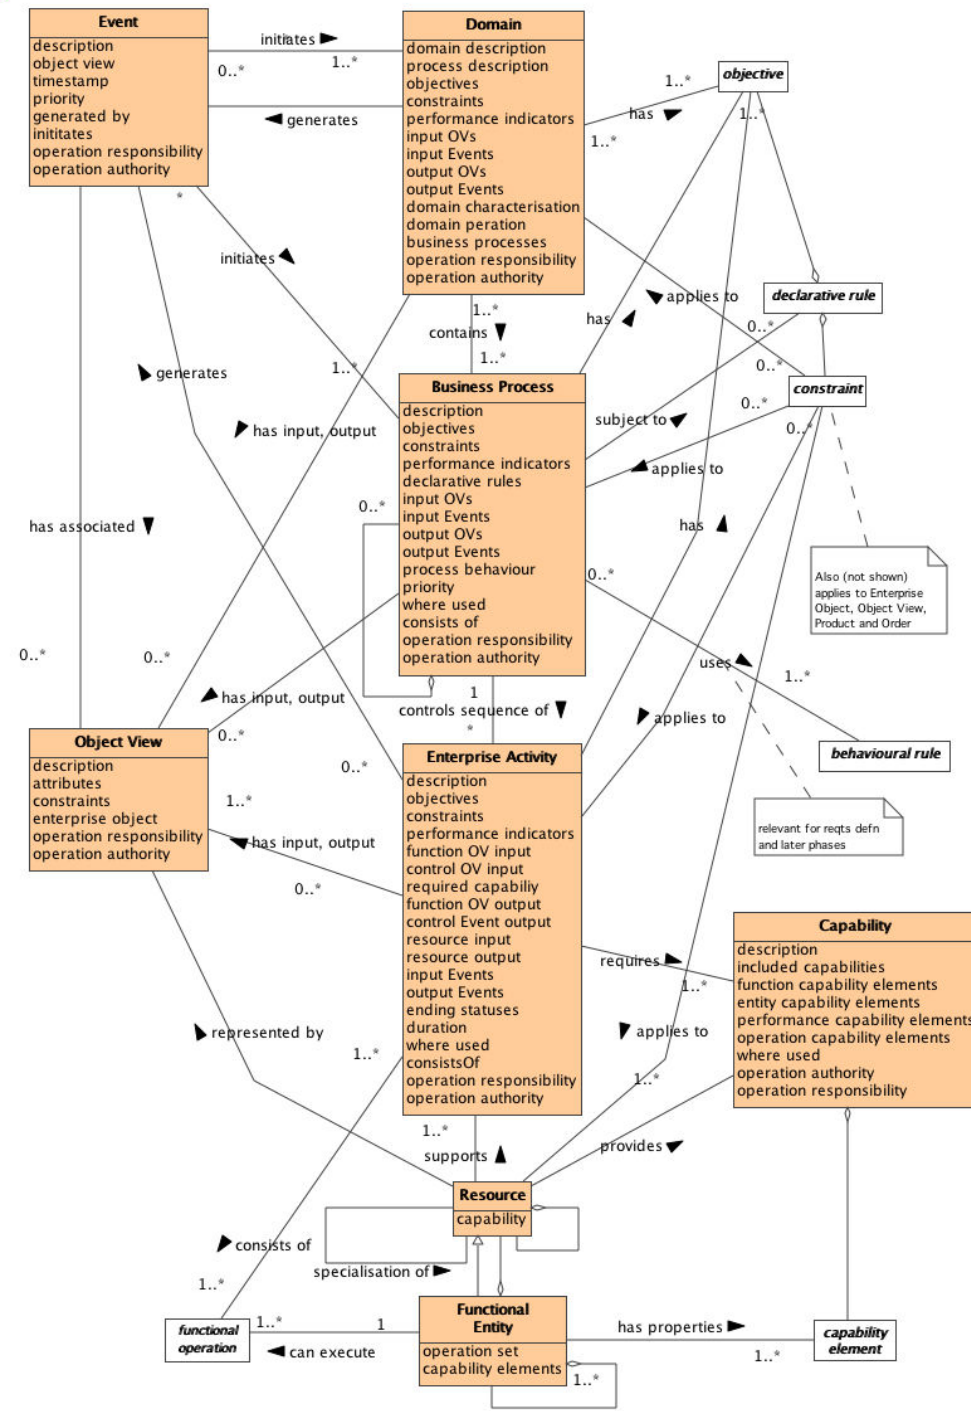 Event
description
object view
timestamp
priority
generated by
inititates
operation responsibility
operation authority
initiates
0..*
1..*
generates
Domain
domain description
process description
objectives
constraints
performance indicators
input OVs
input Events
output OVs
output Events
domain characterisation
domain peration
business processes
operation responsibility
operation authority
objective
1..*
has
1..*
1..*
*
initiates
1..*
contains
1..*
has
applies to
declarative rule
0..*
0..*
constraint
generates
1..*
has input, output
Business Process
description
objectives
constraints
performance indicators
declarative rules
input OVs
input Events
output OVs
output Events
process behaviour
priority
where used
consists of
operation responsibility
operation authority
subject to
0..*
0..*
applies to
0..*
has associated
has
Also (not shown)
applies to Enterprise
Object, Object View,
Product and Order
0..*
0..*
0..*
uses
1..*
has input, output
1
controls sequence of
*
applies to
behavioural rule
Object View
description
attributes
constraints
enterprise object
operation responsibility
operation authority
0..*
0..*
1..*
has input, output
0..*
Enterprise Activity
description
objectives
constraints
performance indicators
function OV input
control OV input
required capabiliy
function OV output
control Event output
resource input
resource output
input Events
output Events
ending statuses
duration
where used
consistsOf
operation responsibility
operation authority
relevant for reqts defn
and later phases
requires
1..*
Capability
description
included capabilities
function capability elements
entity capability elements
performance capability elements
operation capability elements
where used
operation authority
operation responsibility
represented by
1..*
applies to
1..*
1..*
supports
provides
Resource
capability
consists of
specialisation of
1..*
functional
operation
1..*
1
can execute
Functional
Entity
operation set
capability elements
1..*
has properties
1..*
capability
element